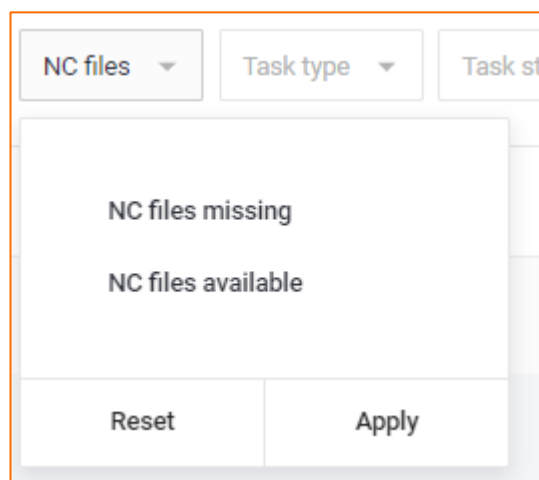 NC files Task type Task st
NC files missing
NC files available
Reset Apply